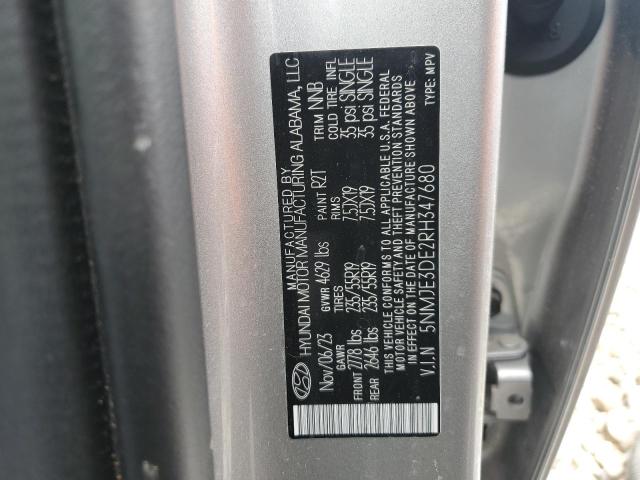 MANUFACTURED BY
HYUNDAI MOTOR MANUFACTURING ALABAMA, LLC
Nov/06/23 GVWR 4629 lbs PAINT R2T TRIM NNB
GAWR TIRES RIMS COLD TIRE INFL
FRONT 2778 lbs 235/55R19 7.5JX19 35 psi SINGLE
REAR 2646 lbs 235/55R19 7.5JX19 35 psi SINGLE
THIS VEHICLE CONFORMS TO ALL APPLICABLE U.S.A. FEDERAL
MOTOR VEHICLE SAFETY AND THEFT PREVENTION STANDARDS
IN EFFECT ON THE DATE OF MANUFACTURE SHOWN ABOVE
V.I.N 5NMJE3DE2RH347680 TYPE: MPV